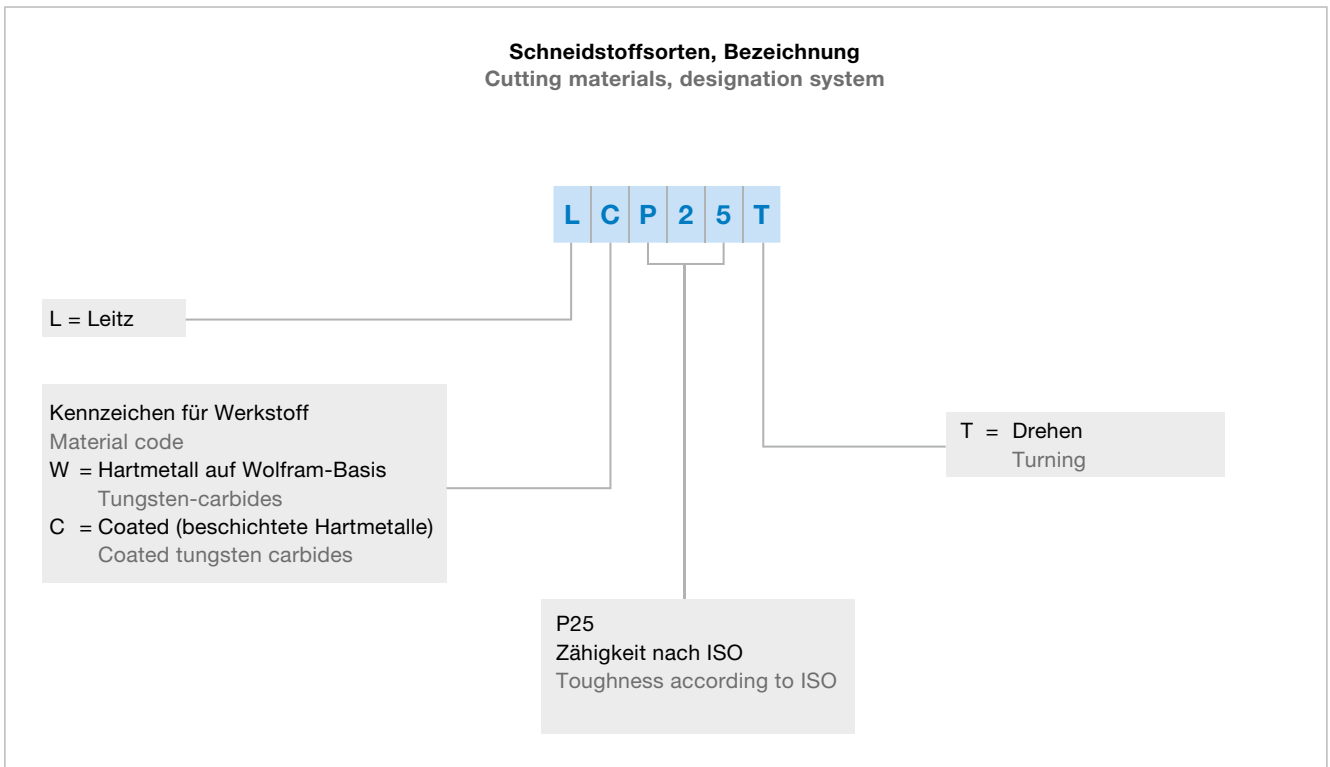 Schneidstoffsorten, Bezeichnung
Cutting materials, designation system
L C P 2 5 T
L = Leitz
Kennzeichen für Werkstoff
Material code
W = Hartmetall auf Wolfram-Basis
Tungsten-carbides
C = Coated (beschichtete Hartmetalle)
Coated tungsten carbides
T = Drehen
Turning
P25
Zähigkeit nach ISO
Toughness according to ISO